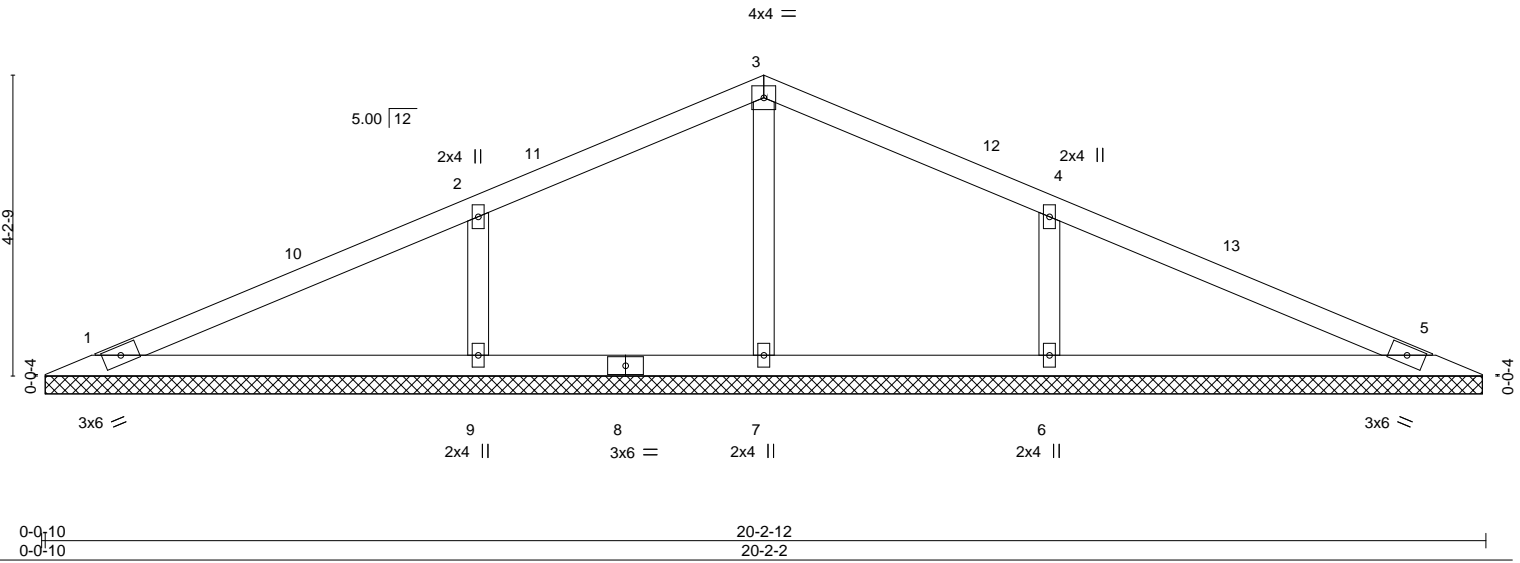 4x4 =
3
5.00 12
12
11
2x4 ||
2x4 ||
4
2
4-2-9
13
10
1
5
0-0-4
0-0-4
3x6 =
9
8
7
6
3x6 =
2x4 ||
3x6 =
2x4 ||
2x4 ||
0-0-10
20-2-12
0-0-10
20-2-2